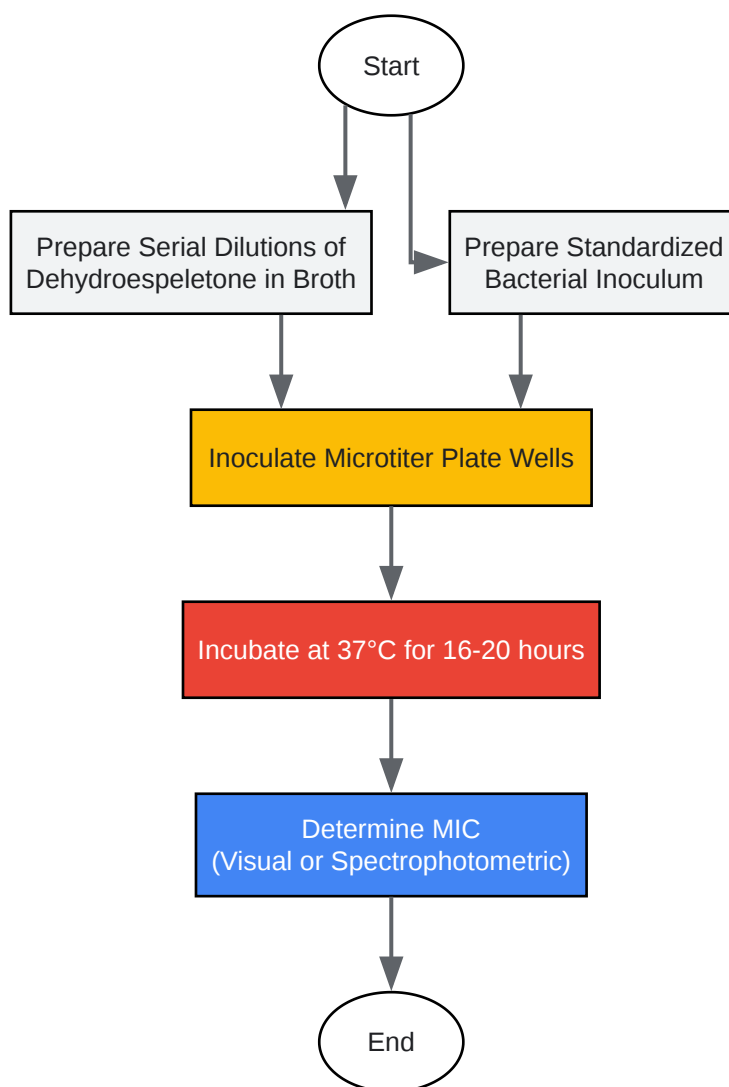 Start
Prepare Serial Dilutions of
Dehydroespeletone in Broth
Prepare Standardized
Bacterial Inoculum
Inoculate Microtiter Plate Wells
Incubate at 37°C for 16-20 hours
Determine MIC
(Visual or Spectrophotometric)
End